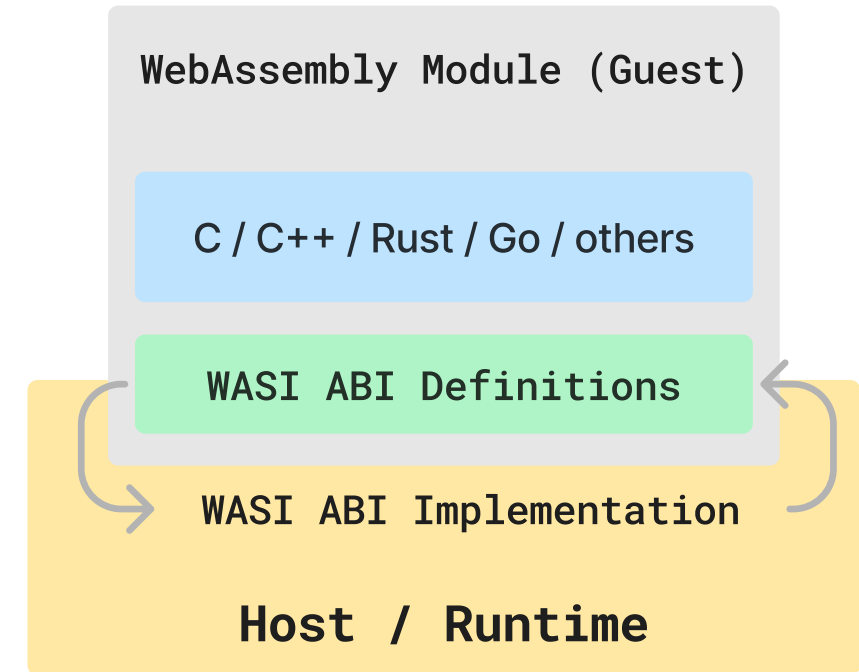 WebAssembly Module (Guest)
C / C++ / Rust / Go / others
WASI ABI Definitions
WASI ABI Implementation
Host / Runtime